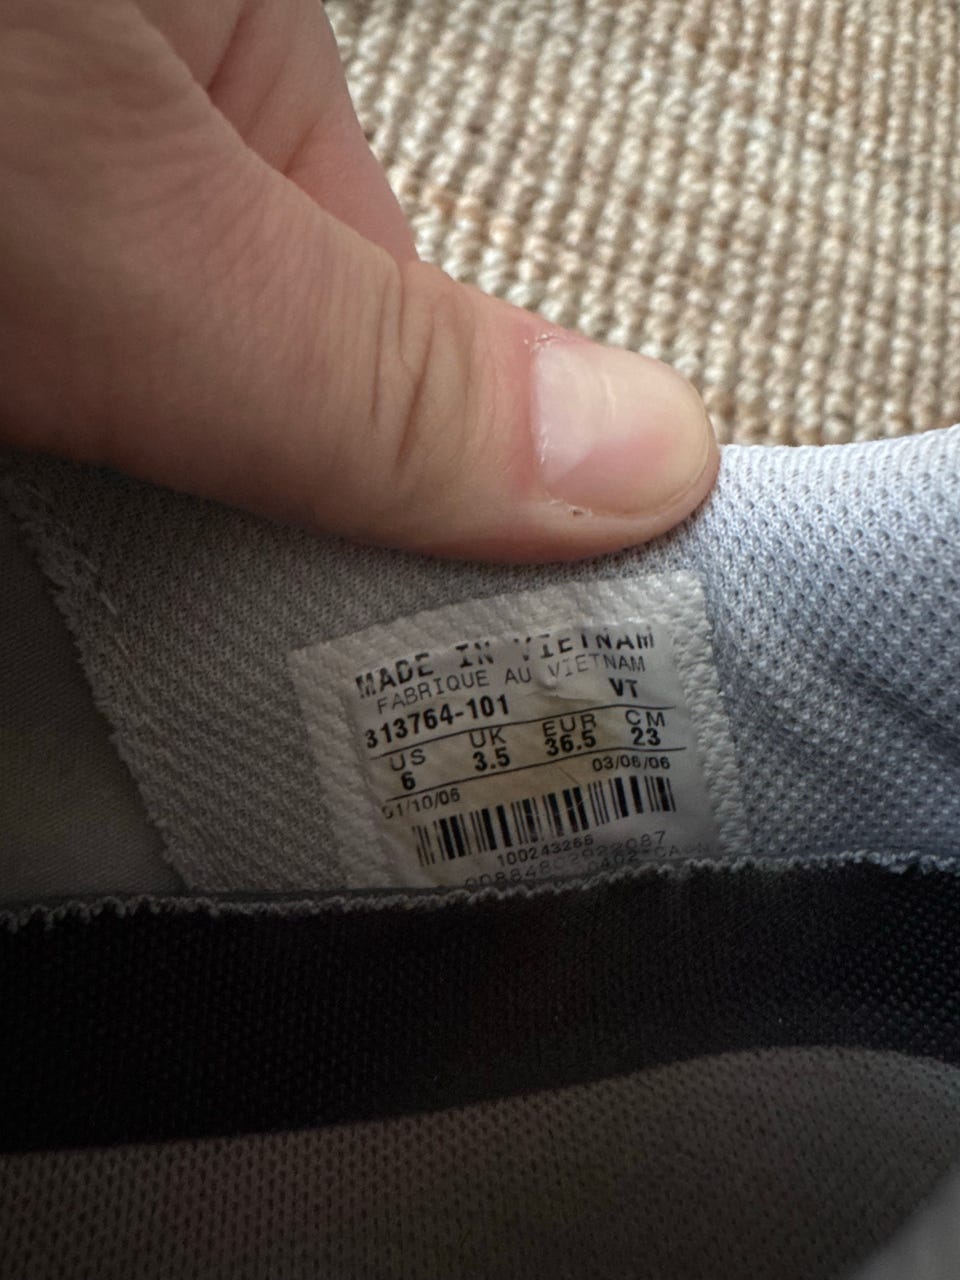 MADE IN VIETNAM
FABRIQUE AU VIETNAM
313764-101 VT
US UK EUR CM
6 3.5 36.5 23
01/10/06 03/06/06
100243266